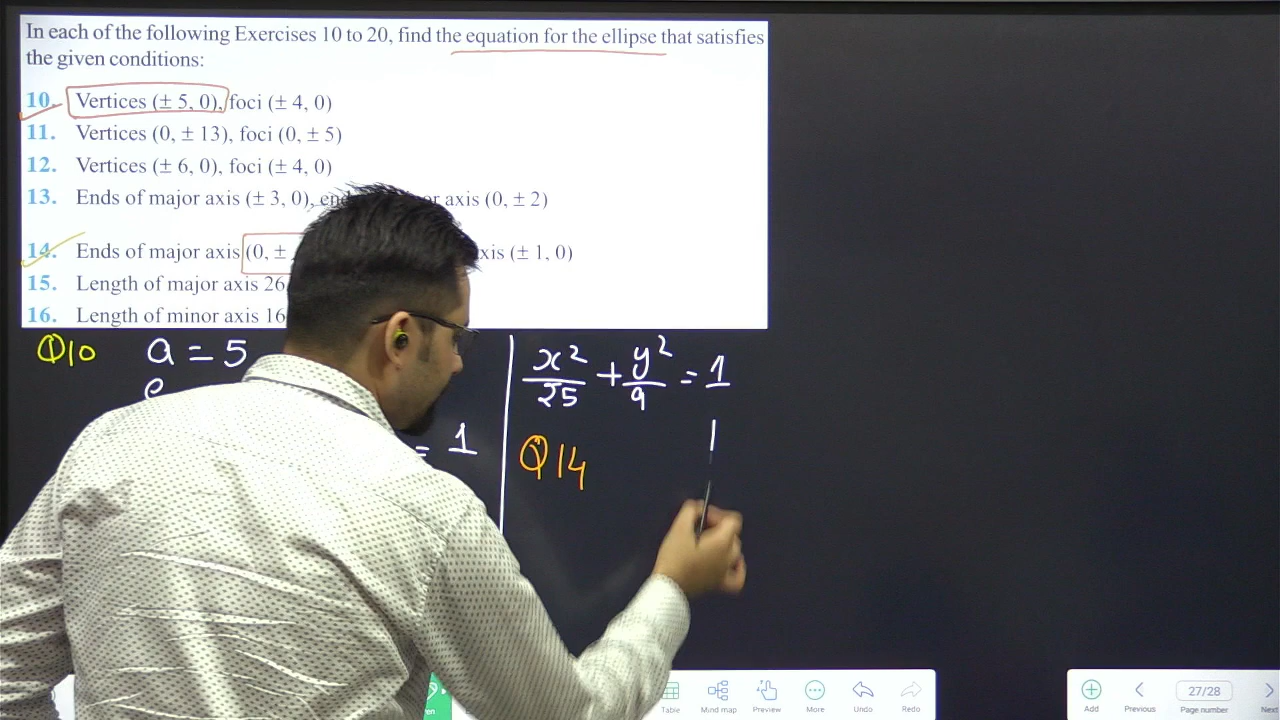 In each of the following Exercises 10 to 20, find the equation for the ellipse that satisfies
the given conditions:
10. Vertices (± 5, 0), foci (± 4, 0)
11. Vertices (0, ± 13), foci (0, ± 5)
12. Vertices (± 6, 0), foci (± 4, 0)
13. Ends of major axis (± 3, 0), axis (0, ± 2)
14. Ends of major axis (0, ± (± 1, 0)
15. Length of major axis 26
16. Length of minor axis 16
Q10 a = 5
= 1
x²/25 + y²/9 = 1
Q14
Table Mind map Preview More Undo Redo
Add Previous 27/28 Page number Next